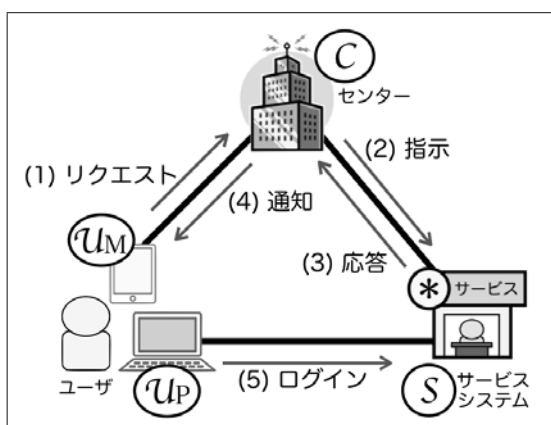 C
センター
(1) リクエスト
(2) 指示
(4) 通知
(3) 応答
UM
*
サービス
ユーザ
UP
(5) ログイン
S
サービス
システム